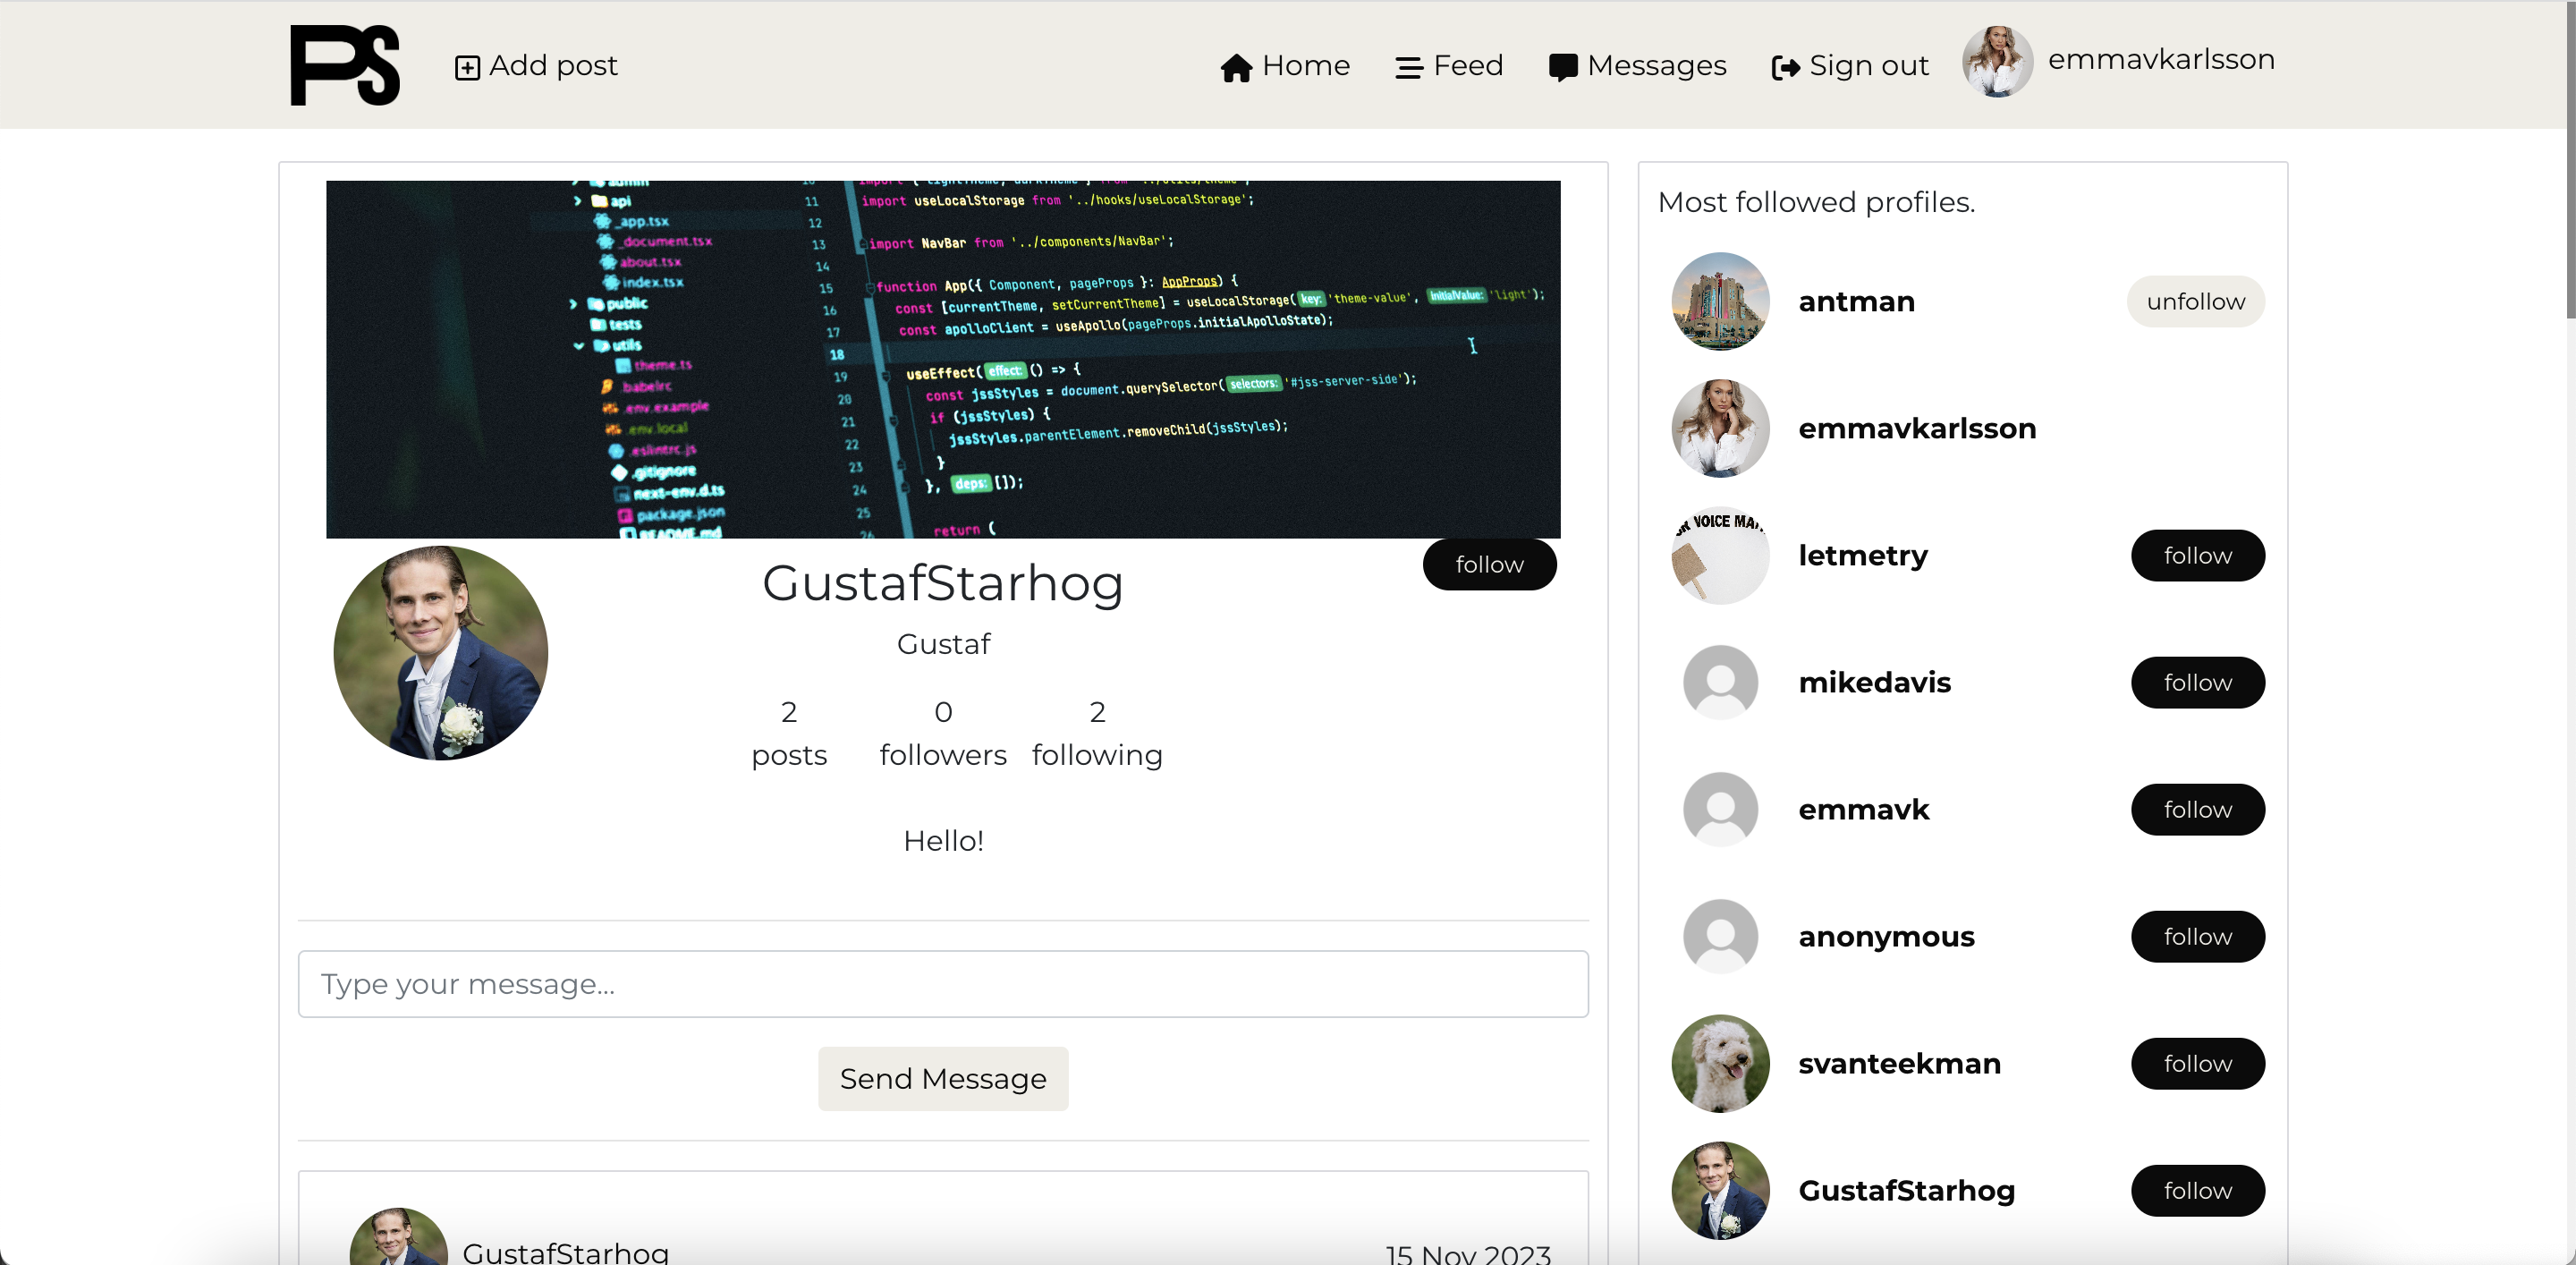 PS
Add post
Home
Feed
Messages
Sign out
emmavkarlsson
admin
api
_app.tsx
_document.tsx
about.tsx
index.tsx
public
tests
utils
theme.ts
.babelrc
.env.example
.env.local
.eslintrc.js
.gitignore
next-env.d.ts
package.json
README.md
11 import useLocalStorage from '../hooks/useLocalStorage';
12
13 import NavBar from '../components/NavBar';
14
15 function App({ Component, pageProps }: AppProps) {
16 const [currentTheme, setCurrentTheme] = useLocalStorage( key: 'theme-value', initialValue: 'light');
17 const apolloClient = useApollo(pageProps.initialApolloState);
18
19 useEffect( effect: () => {
20 const jssStyles = document.querySelector( selectors: '#jss-server-side');
21 if (jssStyles) {
22 jssStyles.parentElement.removeChild(jssStyles);
23 }
24 }, deps: []);
25
26 return (
GustafStarhog
follow
Gustaf
2
posts
0
followers
2
following
Hello!
Type your message...
Send Message
GustafStarhog
15 Nov 2023
Most followed profiles.
antman
unfollow
emmavkarlsson
VOICE
letmetry
follow
mikedavis
follow
emmavk
follow
anonymous
follow
svanteekman
follow
GustafStarhog
follow